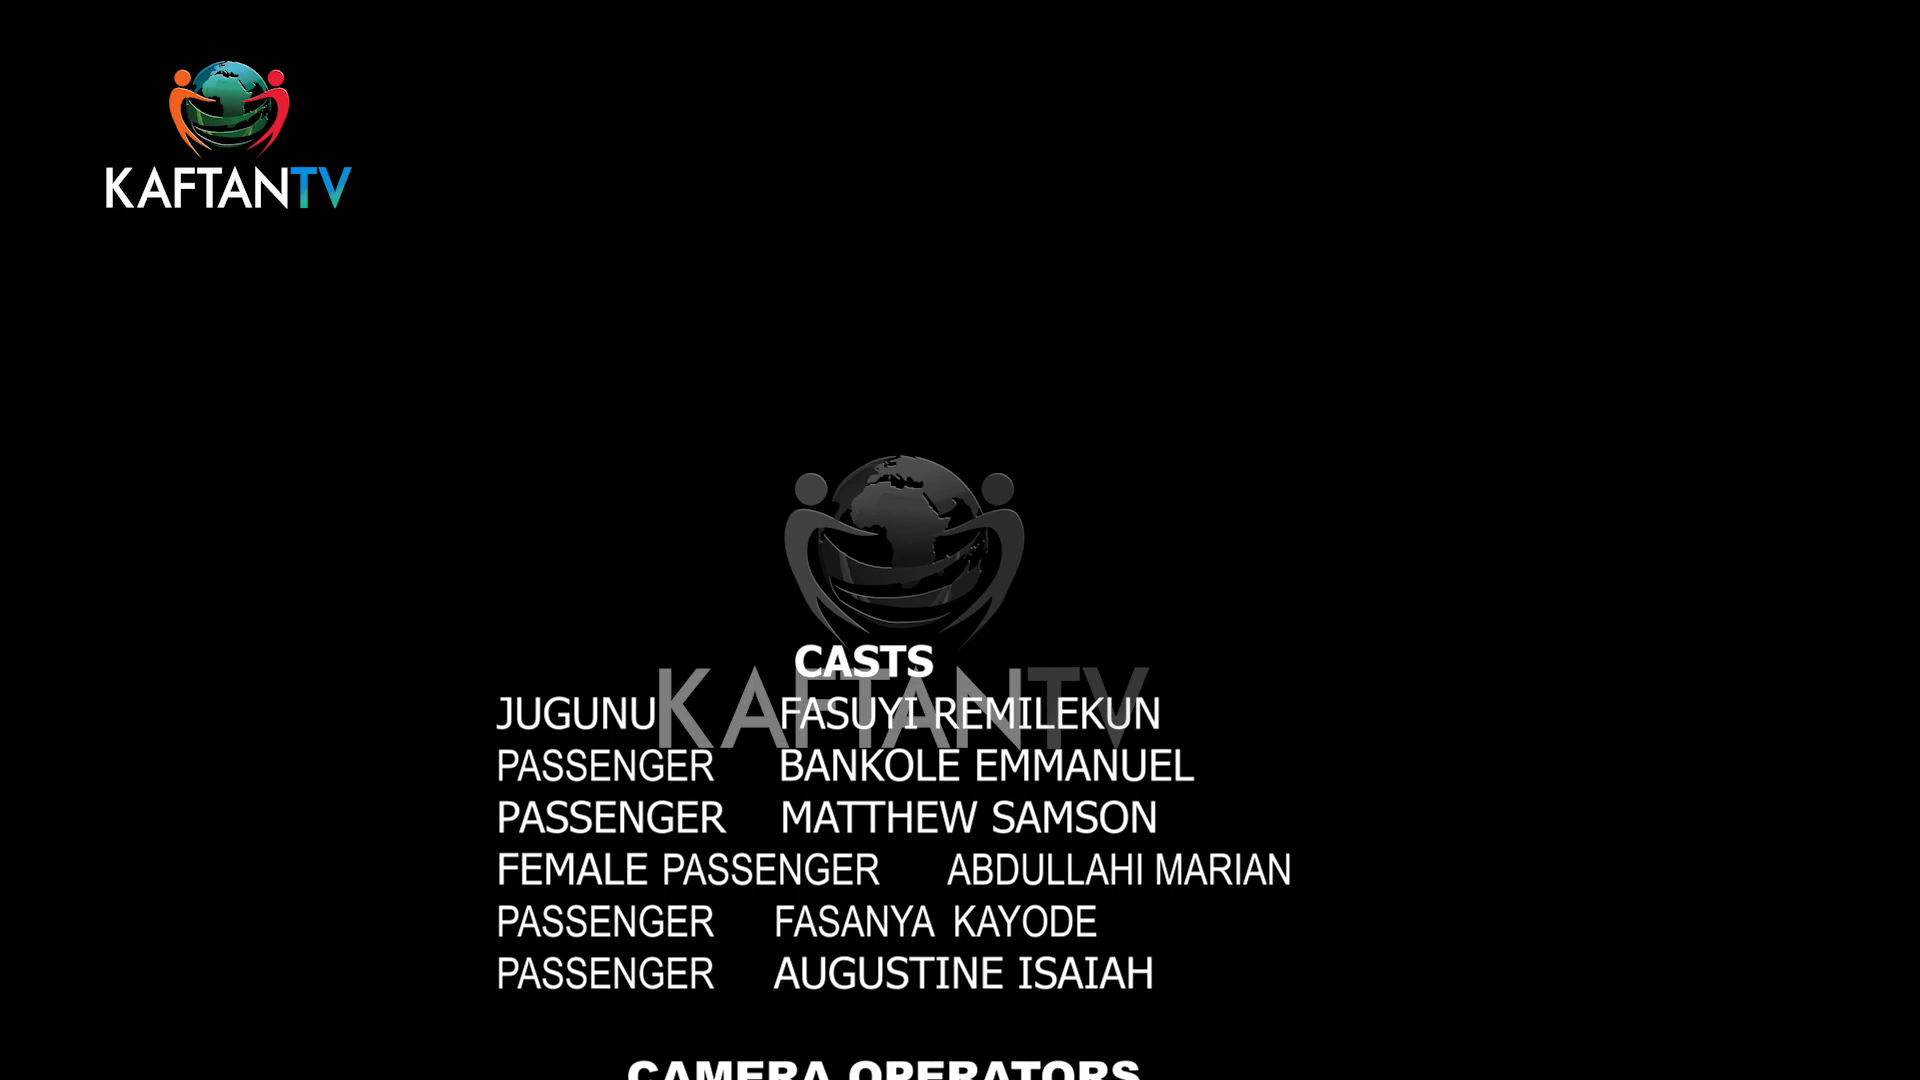 KAFTANTV
CASTS
KAFTANTV
JUGUNU FASUYI REMILEKUN
PASSENGER BANKOLE EMMANUEL
PASSENGER MATTHEW SAMSON
FEMALE PASSENGER ABDULLAHI MARIAN
PASSENGER FASANYA KAYODE
PASSENGER AUGUSTINE ISAIAH
CAMERA OPERATORS